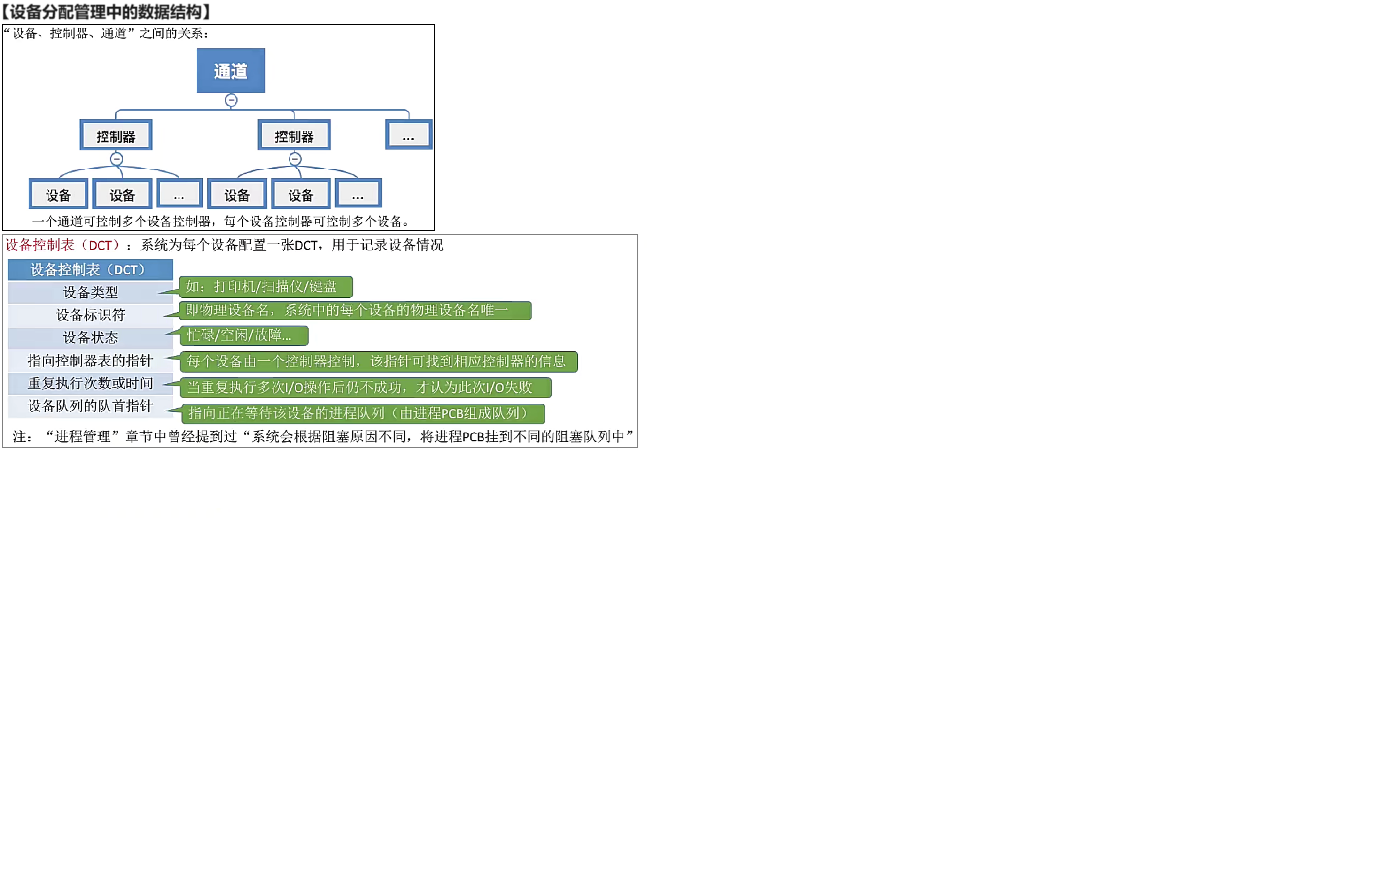 【设备分配管理中的数据结构】
“设备、控制器、通道”之间的关系：
通道
控制器 控制器 ...
设备 设备 ... 设备 设备 ...
一个通道可控制多个设备控制器，每个设备控制器可控制多个设备。
设备控制表（DCT）：系统为每个设备配置一张DCT，用于记录设备情况
设备控制表（DCT）
设备类型 如：打印机/扫描仪/键盘
设备标识符 即物理设备名，系统中的每个设备的物理设备名唯一
设备状态 忙碌/空闲/故障...
指向控制器表的指针 每个设备由一个控制器控制，该指针可找到相应控制器的信息
重复执行次数或时间 当重复执行多次I/O操作后仍不成功，才认为此次I/O失败
设备队列的队首指针 指向正在等待该设备的进程队列（由进程PCB组成队列）
注：“进程管理”章节中曾经提到过“系统会根据阻塞原因不同，将进程PCB挂到不同的阻塞队列中”